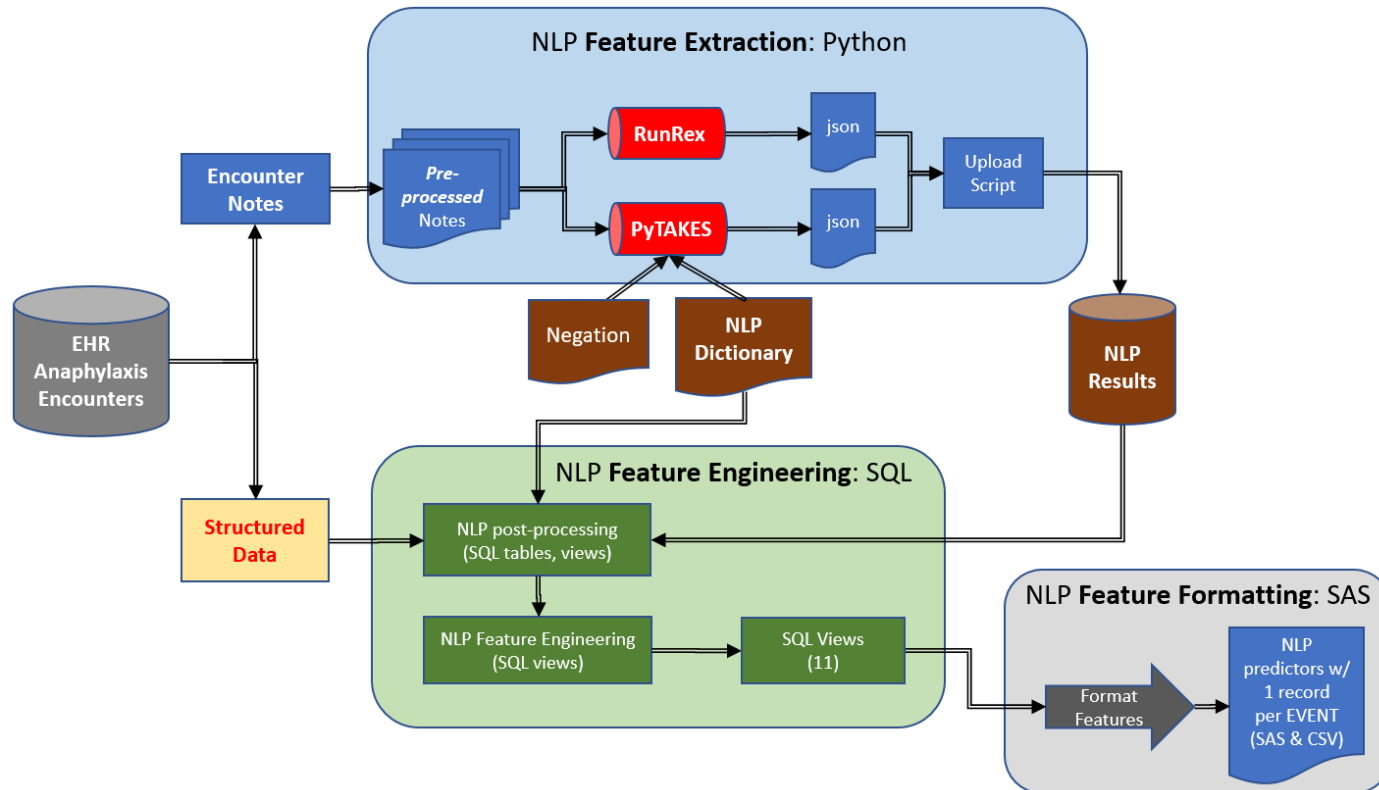 NLP Feature Extraction: Python
RunRex
json
Pre-
processed
Notes
PyTAKES
json
Upload
Script
Encounter
Notes
EHR
Anaphylaxis
Encounters
Negation
NLP
Dictionary
NLP
Results
Structured
Data
NLP Feature Engineering: SQL
NLP post-processing
(SQL tables, views)
NLP Feature Engineering
(SQL views)
SQL Views
(11)
NLP Feature Formatting: SAS
Format
Features
NLP
predictors w/
1 record
per EVENT
(SAS & CSV)